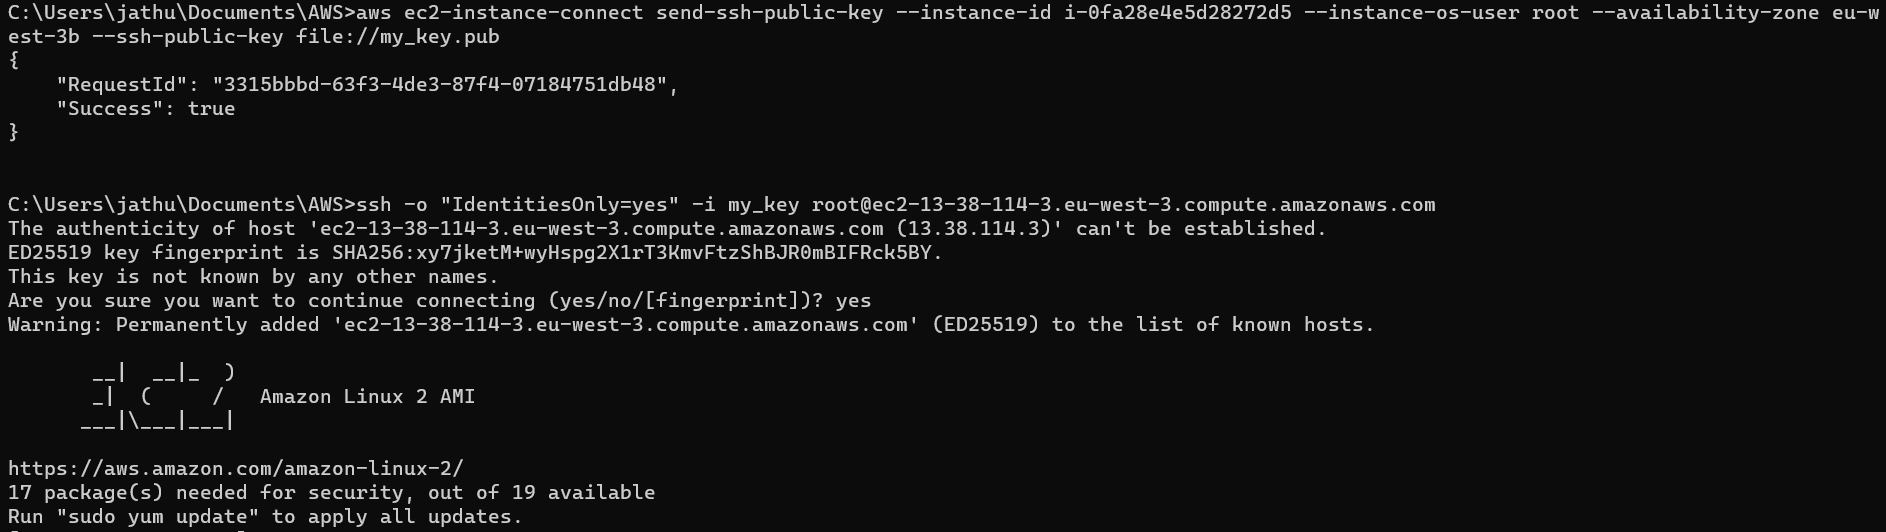 C:\Users\jathu\Documents\AWS>aws ec2-instance-connect send-ssh-public-key --instance-id i-0fa28e4e5d28272d5 --instance-os-user root --availability-zone eu-w
est-3b --ssh-public-key file://my_key.pub
{
    "RequestId": "3315bbbd-63f3-4de3-87f4-07184751db48",
    "Success": true
}

C:\Users\jathu\Documents\AWS>ssh -o "IdentitiesOnly=yes" -i my_key root@ec2-13-38-114-3.eu-west-3.compute.amazonaws.com
The authenticity of host 'ec2-13-38-114-3.eu-west-3.compute.amazonaws.com (13.38.114.3)' can't be established.
ED25519 key fingerprint is SHA256:xy7jketM+wyHspg2X1rT3KmvFtzShBJR0mBIFRck5BY.
This key is not known by any other names.
Are you sure you want to continue connecting (yes/no/[fingerprint])? yes
Warning: Permanently added 'ec2-13-38-114-3.eu-west-3.compute.amazonaws.com' (ED25519) to the list of known hosts.

       __|  __|_  )
       _|  (     /   Amazon Linux 2 AMI
      ___|\___|___|

https://aws.amazon.com/amazon-linux-2/
17 package(s) needed for security, out of 19 available
Run "sudo yum update" to apply all updates.